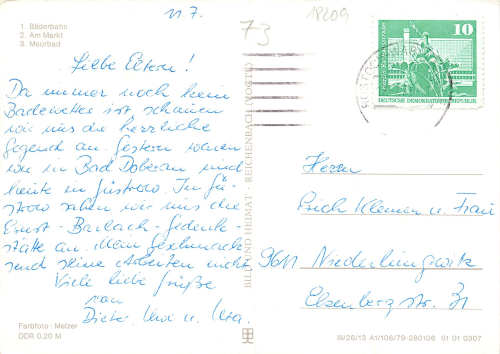 11.7.
18209
73
1. Bäderbahn
2. Am Markt
3. Moorbad
Liebe Eltern!
Da immer noch kein
Badewetter ist schauen
wir uns die herrliche
Gegend an. Gestern waren
wir in Bad Doberan und
heute in Güstrow. In Gü-
strow sahen wir uns die
Ernst-Barlach-Gedenk-
stätte an. Mein Geschmack
sind seine Arbeiten nicht
Viele liebe Grüße
von
Dieter, Uwe u.
Farbfoto: Melzer
DDR 0,20 M
BILD UND HEIMAT · REICHENBACH (VOGTL)
10
DEUTSCHE DEMOKRATISCHE REPUBLIK
Herrn
Erich Klemen u. Frau
9611 Niederlungwitz
Elzenberg str. 31
III/26/13 A1/106/79-280106 01 01 0307